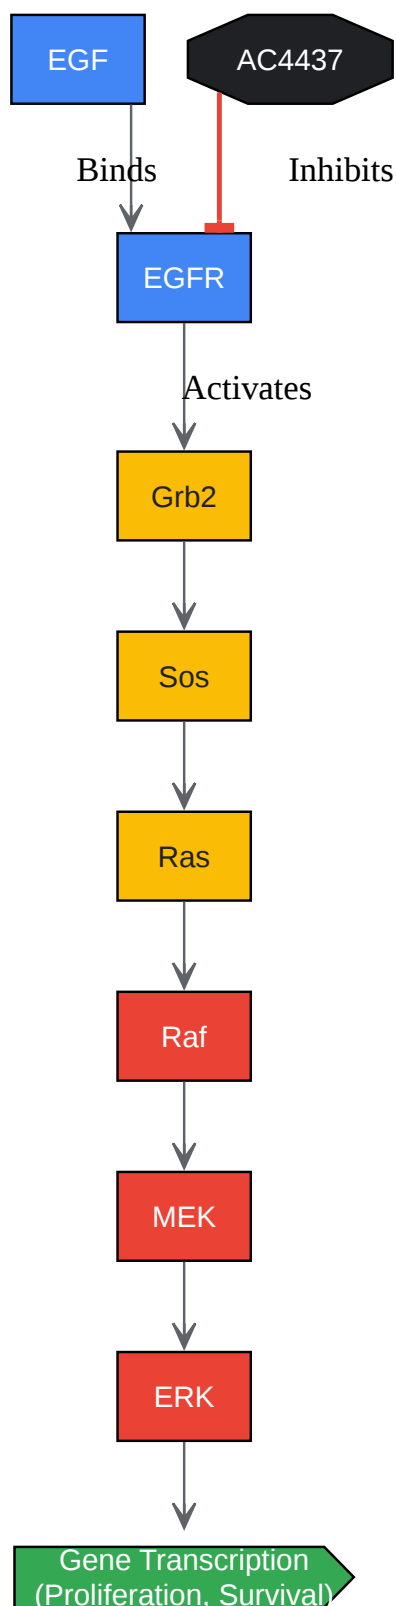 EGF
AC4437
Binds
Inhibits
EGFR
Activates
Grb2
Sos
Ras
Raf
MEK
ERK
Gene Transcription
(Proliferation, Survival)